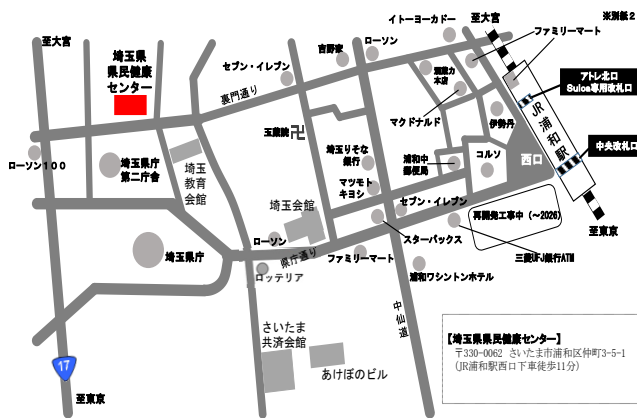 ※別紙2
至大宮
至大宮
イトーヨーカドー
ファミリーマート
埼玉県
県民健康
センター
吉野家
ローソン
セブン・イレブン
須原屋
本店
アトレ北口
Suica専用改札口
裏門通り
マクドナルド
伊勢丹
JR浦和駅
玉蔵院
卍
ローソン100
埼玉県庁
第二庁舎
埼玉
教育
会館
埼玉りそな
銀行
浦和中
郵便局
コルソ
西口
中央改札口
マツモト
キヨシ
埼玉会館
セブン・イレブン
再開発工事中(~2026)
至東京
ローソン
スターバックス
埼玉県庁
県庁通り
ファミリーマート
三菱UFJ銀行ATM
ロッテリア
浦和ワシントンホテル
中山道
さいたま
共済会館
あけぼのビル
17
至東京
【埼玉県県民健康センター】
〒330-0062 さいたま市浦和区仲町3-5-1
(JR浦和駅西口下車徒歩11分)